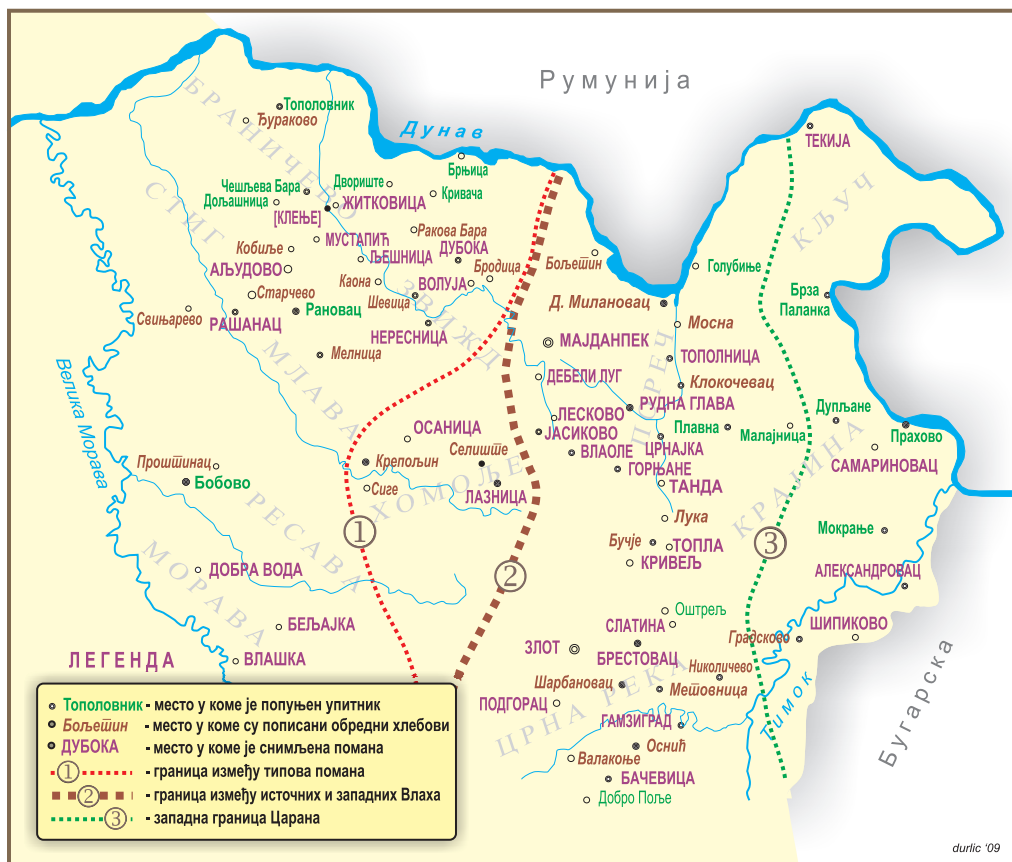 Румунија
Дунав
БРАНИЧЕВО
СТИГ
МЛАВА
ЗВИЖД
ХОМОЉЕ
РЕСАВА
МОРАВА
ПОРЕЧ
КЉУЧ
КРАЈИНА
ЦРНА РЕКА
Велика Морава
Тимок
Бугарска
Тополовник
Ђураково
ТЕКИЈА
Брњица
Двориште
Кривача
Чешљева Бара
Дољашница
ЖИТКОВИЦА
[КЛЕЊЕ]
Ракова Бара
МУСТАПИЋ
Кобиље
ЉЕШНИЦА
ДУБОКА
Бродица
Бољетин
Голубиње
АЉУДОВО
Каона
ВОЛУЈА
Старчево
Шевица
Брза
Паланка
Д. Милановац
Свињарево
РАШАНАЦ
Рановац
НЕРЕСНИЦА
Мосна
Мелница
МАЈДАНПЕК
ТОПОЛНИЦА
ДЕБЕЛИ ЛУГ
Клокочевац
РУДНА ГЛАВА
ЛЕСКОВО
Дупљане
ОСАНИЦА
ЈАСИКОВО
Плавна
Малајница
Прахово
ЦРНАЈКА
ВЛАОЛЕ
САМАРИНОВАЦ
Селиште
Крепољин
ГОРЊАНЕ
Проштинац
Бобово
Сиге
ЛАЗНИЦА
ТАНДА
Лука
Мокрање
1
2
3
Бучје
ТОПЛА
КРИВЕЉ
ДОБРА ВОДА
АЛЕКСАНДРОВАЦ
Оштрељ
БЕЉАЈКА
СЛАТИНА
Градсково
ШИПИКОВО
ЗЛОТ
БРЕСТОВАЦ
ВЛАШКА
Николичево
Шарбановац
Метовница
ПОДГОРАЦ
ГАМЗИГРАД
Оснић
Валакоње
БАЧЕВИЦА
Добро Поље
ЛЕГЕНДА
Тополовник - место у коме је попуњен упитник
Бољетин - место у коме су пописани обредни хлебови
ДУБОКА - место у коме је снимљена помана
1 - граница између типова помана
2 - граница између источних и западних Влаха
3 - западна граница Царана
durlic '09